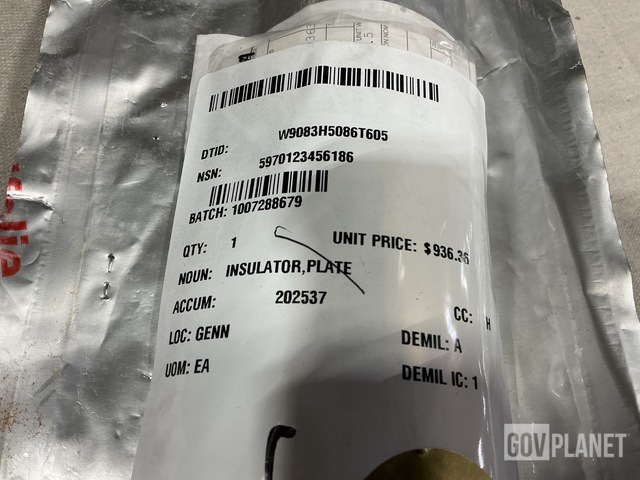 UNIT W
DTID: W9083H5086T605
NSN: 5970123456186
BATCH: 1007288679
QTY: 1 UNIT PRICE: $936.36
NOUN: INSULATOR,PLATE
ACCUM: 202537
CC: H
LOC: GENN DEMIL: A
UOM: EA DEMIL IC: 1
GOVPLANET